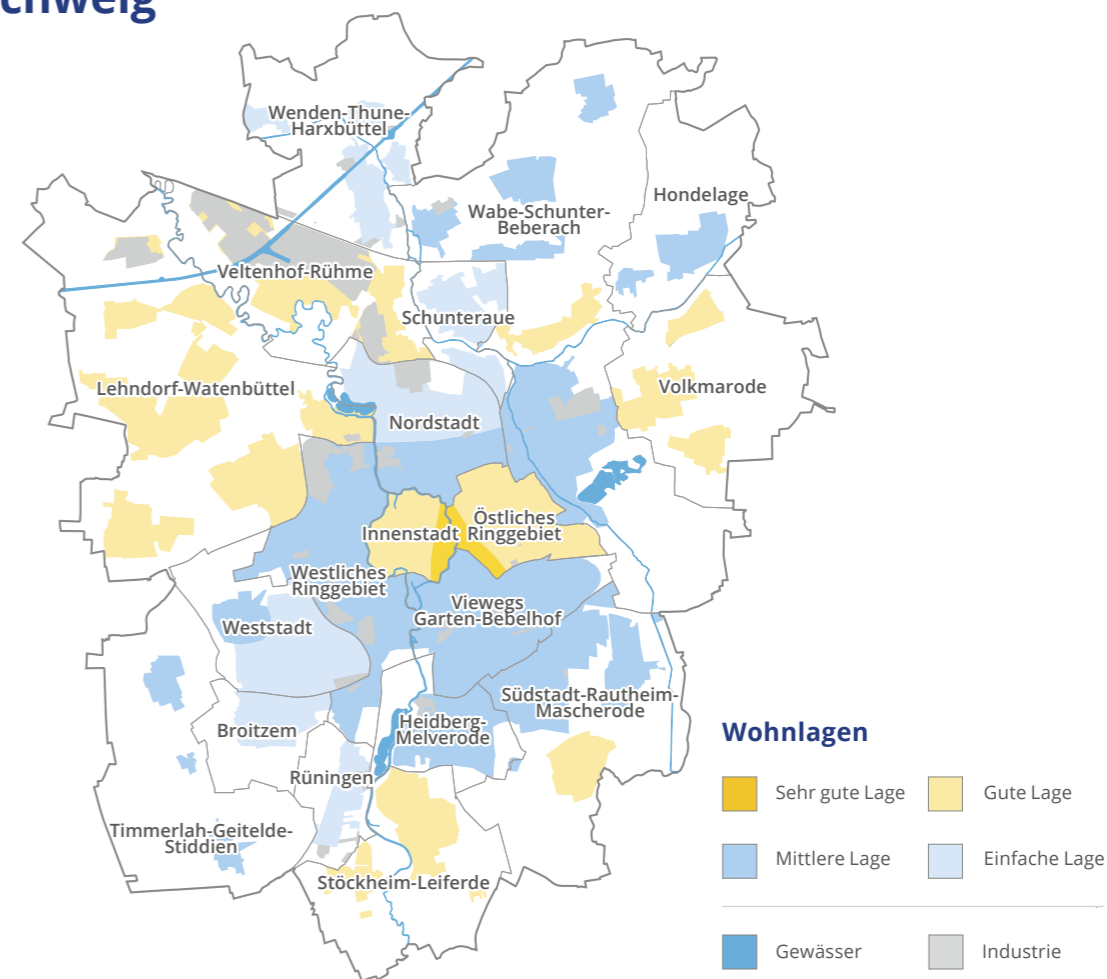 chweig
Wenden-Thune-
Harxbüttel
Hondelage
Wabe-Schunter-
Beberach
Veltenhof-Rühme
Schunteraue
Lehndorf-Watenbüttel
Volkmarode
Nordstadt
Innenstadt
Östliches
Ringgebiet
Westliches
Ringgebiet
Viewegs
Garten-Bebelhof
Weststadt
Südstadt-Rautheim-
Mascherode
Broitzem
Heidberg-
Melverode
Rüningen
Timmerlah-Geitelde-
Stiddien
Stöckheim-Leiferde
Wohnlagen
Sehr gute Lage
Gute Lage
Mittlere Lage
Einfache Lage
Gewässer
Industrie